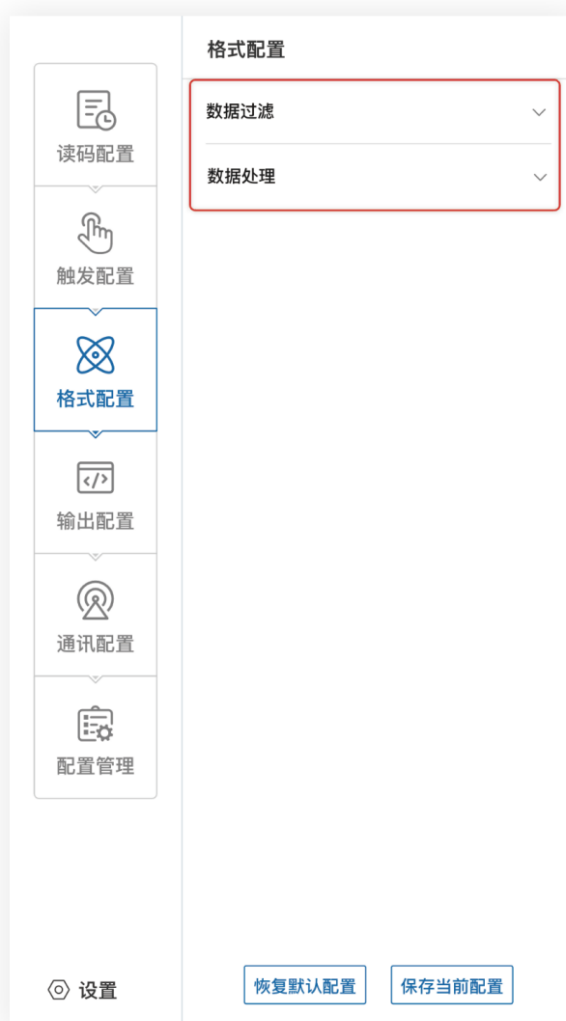 读码配置
触发配置
格式配置
输出配置
通讯配置
配置管理
设置
格式配置
数据过滤
数据处理
恢复默认配置
保存当前配置